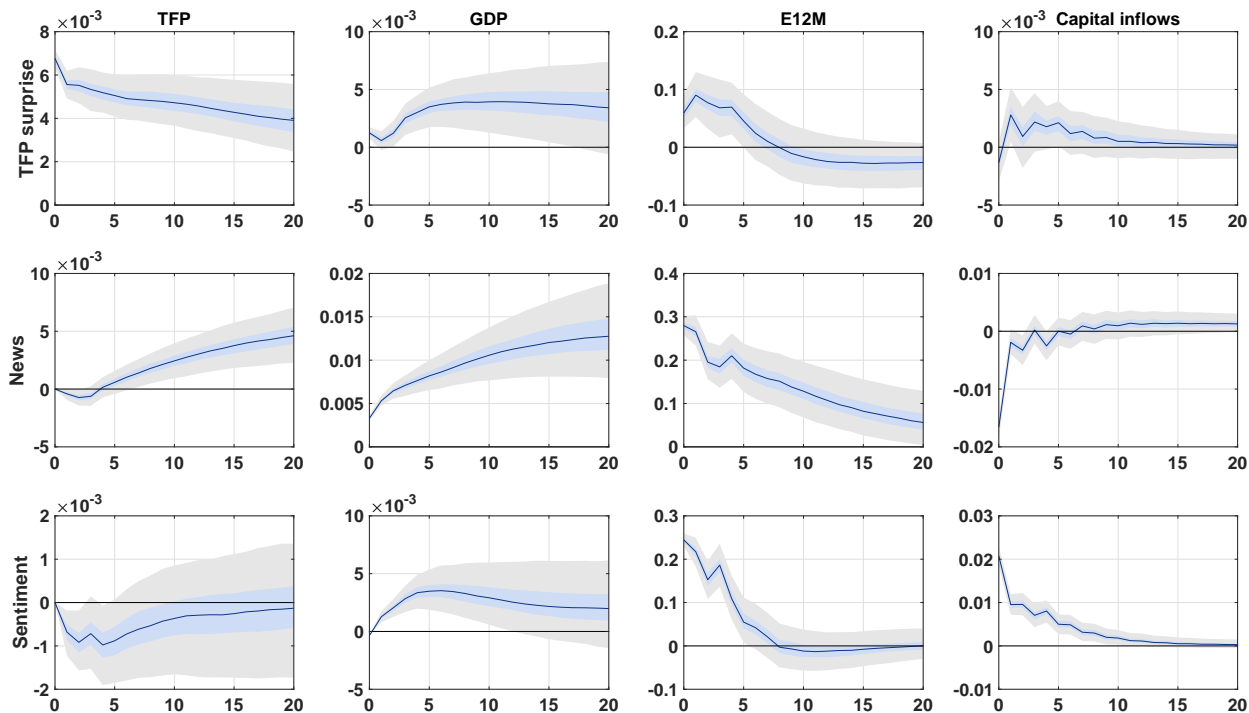 TFP GDP E12M Capital inflows
×10⁻³ ×10⁻³ ×10⁻³
TFP surprise
8 6 4 2 0
0 5 10 15 20
10 5 0 -5
0 5 10 15 20
0.2 0.1 0 -0.1
0 5 10 15 20
10 5 0 -5
0 5 10 15 20
×10⁻³
News
10 5 0 -5
0 5 10 15 20
0.02 0.015 0.01 0.005 0
0 5 10 15 20
0.4 0.3 0.2 0.1 0
0 5 10 15 20
0.01 0 -0.01 -0.02
0 5 10 15 20
×10⁻³ ×10⁻³
Sentiment
2 1 0 -1 -2
0 5 10 15 20
10 5 0 -5
0 5 10 15 20
0.3 0.2 0.1 0 -0.1
0 5 10 15 20
0.03 0.02 0.01 0 -0.01
0 5 10 15 20